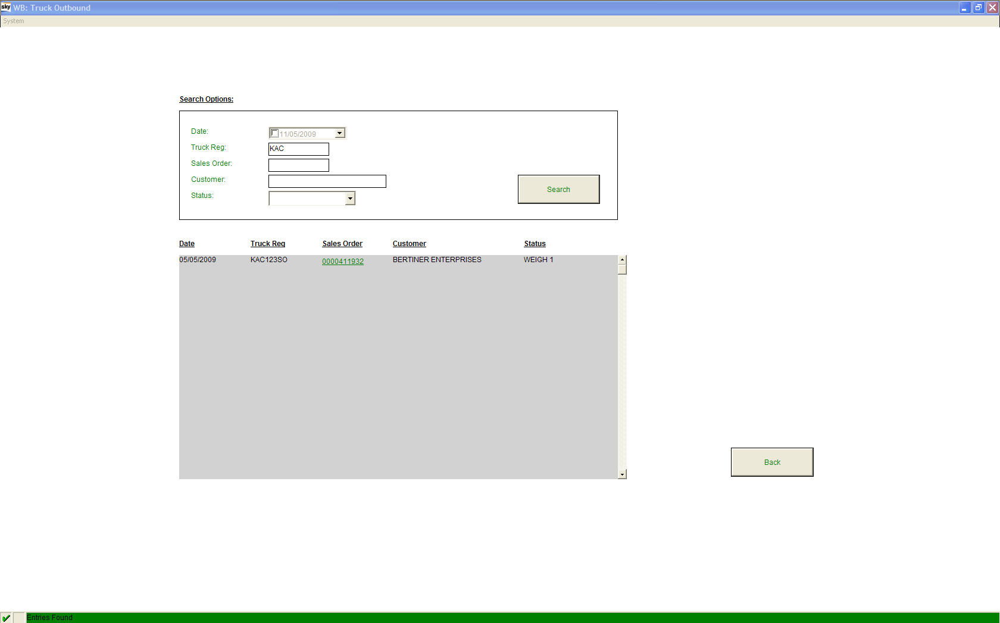 sky WB: Truck Outbound
System
Search Options:
Date: 11/05/2009
Truck Reg: KAC
Sales Order:
Customer:
Status:
Search
Date Truck Reg Sales Order Customer Status
05/05/2009 KAC123SO 0000411932 BERTINER ENTERPRISES WEIGH 1
Back
Entries Found